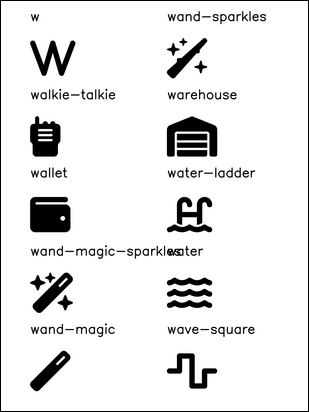 w
wand-sparkles
W
walkie-talkie
warehouse
wallet
water-ladder
wand-magic-sparkles
water
wand-magic
wave-square